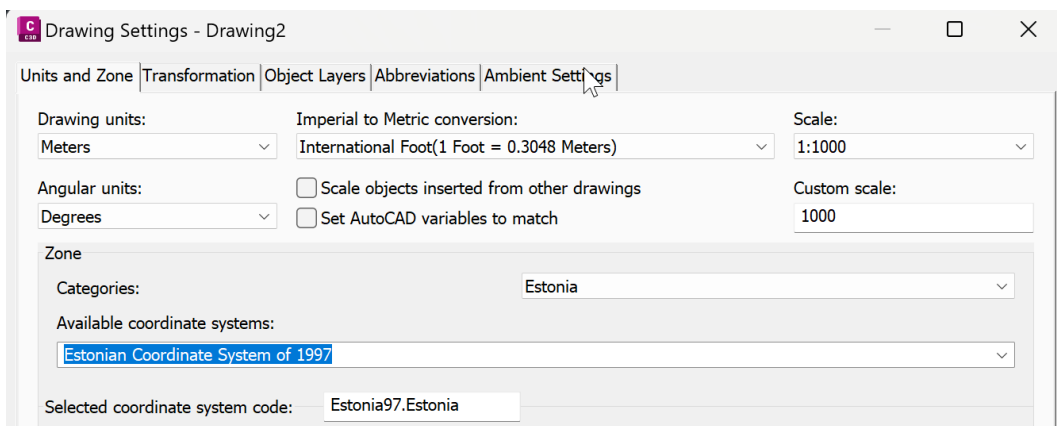 C
C3D
Drawing Settings - Drawing2
Units and Zone Transformation Object Layers Abbreviations Ambient Settings
Drawing units: Imperial to Metric conversion: Scale:
Meters International Foot(1 Foot = 0.3048 Meters) 1:1000
Angular units: Scale objects inserted from other drawings Custom scale:
Degrees Set AutoCAD variables to match 1000
Zone
Categories: Estonia
Available coordinate systems:
Estonian Coordinate System of 1997
Selected coordinate system code: Estonia97.Estonia